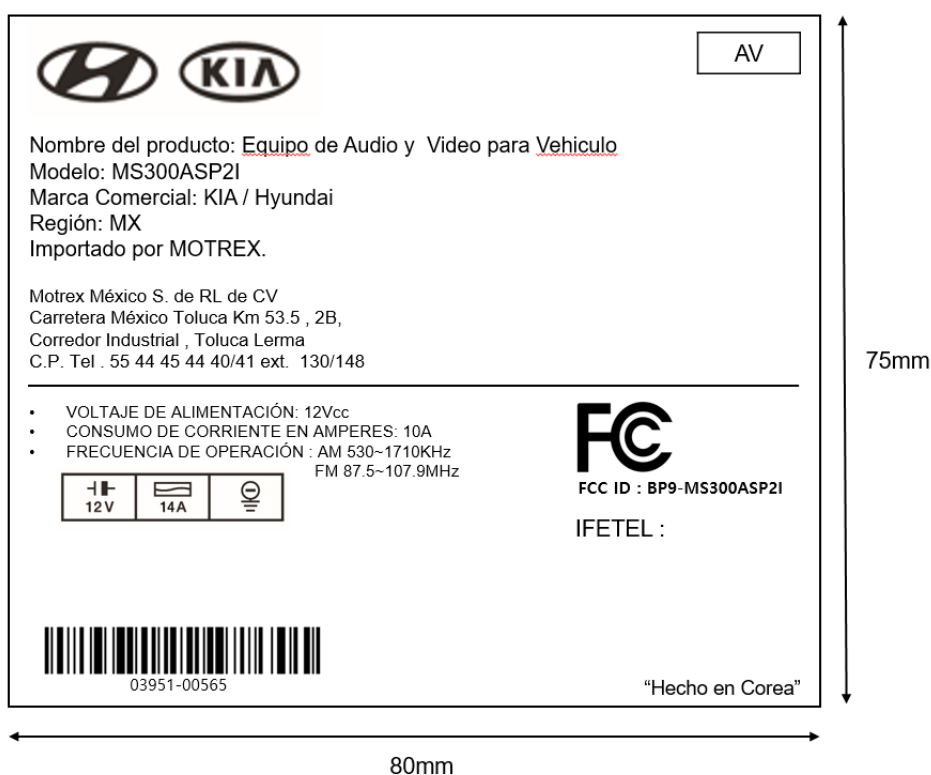 KIA
AV
Nombre del producto: Equipo de Audio y Video para Vehiculo
Modelo: MS300ASP2I
Marca Comercial: KIA / Hyundai
Región: MX
Importado por MOTREX.
Motrex México S. de RL de CV
Carretera México Toluca Km 53.5 , 2B,
Corredor Industrial , Toluca Lerma
C.P. Tel . 55 44 45 44 40/41 ext. 130/148
75mm
• VOLTAJE DE ALIMENTACIÓN: 12Vcc
• CONSUMO DE CORRIENTE EN AMPERES: 10A
• FRECUENCIA DE OPERACIÓN : AM 530~1710KHz
FM 87.5~107.9MHz
12V 14A
FC
FCC ID : BP9-MS300ASP2I
IFETEL :
03951-00565
“Hecho en Corea”
80mm